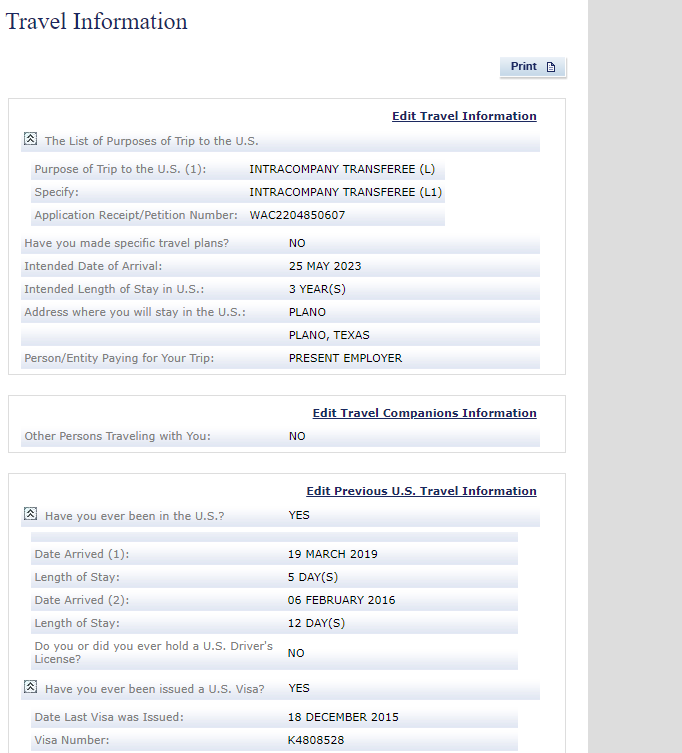 Travel Information
Print
Edit Travel Information
The List of Purposes of Trip to the U.S.
Purpose of Trip to the U.S. (1): INTRACOMPANY TRANSFEREE (L)
Specify: INTRACOMPANY TRANSFEREE (L1)
Application Receipt/Petition Number: WAC2204850607
Have you made specific travel plans? NO
Intended Date of Arrival: 25 MAY 2023
Intended Length of Stay in U.S.: 3 YEAR(S)
Address where you will stay in the U.S.: PLANO
PLANO, TEXAS
Person/Entity Paying for Your Trip: PRESENT EMPLOYER
Edit Travel Companions Information
Other Persons Traveling with You: NO
Edit Previous U.S. Travel Information
Have you ever been in the U.S.? YES
Date Arrived (1): 19 MARCH 2019
Length of Stay: 5 DAY(S)
Date Arrived (2): 06 FEBRUARY 2016
Length of Stay: 12 DAY(S)
Do you or did you ever hold a U.S. Driver's
License? NO
Have you ever been issued a U.S. Visa? YES
Date Last Visa was Issued: 18 DECEMBER 2015
Visa Number: K4808528